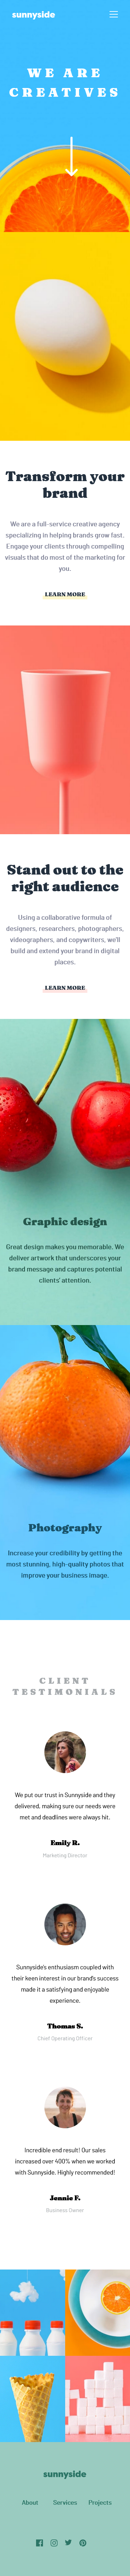 sunnyside
WE ARE
CREATIVES
Transform your
brand
We are a full-service creative agency
specializing in helping brands grow fast.
Engage your clients through compelling
visuals that do most of the marketing for
you.
LEARN MORE
Stand out to the
right audience
Using a collaborative formula of
designers, researchers, photographers,
videographers, and copywriters, we'll
build and extend your brand in digital
places.
LEARN MORE
Graphic design
Great design makes you memorable. We
deliver artwork that underscores your
brand message and captures potential
clients' attention.
Photography
Increase your credibility by getting the
most stunning, high-quality photos that
improve your business image.
CLIENT
TESTIMONIALS
We put our trust in Sunnyside and they
delivered, making sure our needs were
met and deadlines were always hit.
Emily R.
Marketing Director
Sunnyside's enthusiasm coupled with
their keen interest in our brand's success
made it a satisfying and enjoyable
experience.
Thomas S.
Chief Operating Officer
Incredible end result! Our sales
increased over 400% when we worked
with Sunnyside. Highly recommended!
Jennie F.
Business Owner
sunnyside
About Services Projects